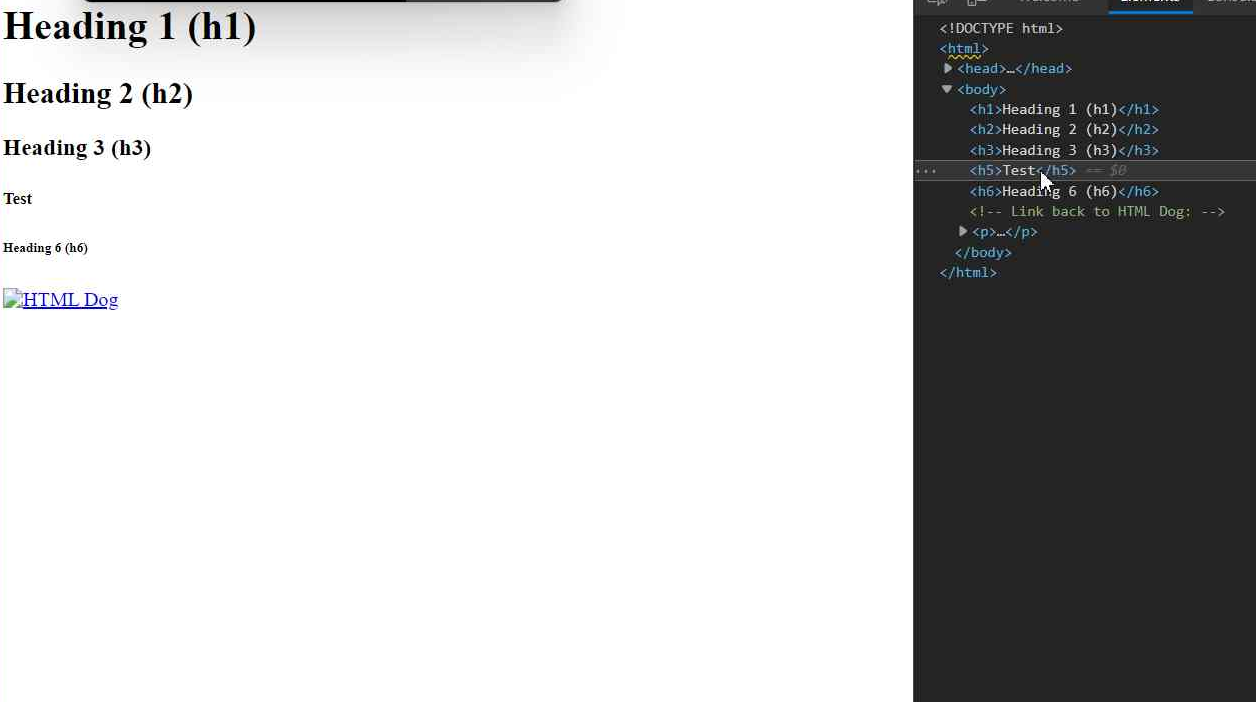 Heading 1 (h1)
Heading 2 (h2)
Heading 3 (h3)
Test
Heading 6 (h6)
HTML Dog
<!DOCTYPE html>
<html>
<head>…</head>
<body>
<h1>Heading 1 (h1)</h1>
<h2>Heading 2 (h2)</h2>
<h3>Heading 3 (h3)</h3>
<h5>Test</h5> == $0
<h6>Heading 6 (h6)</h6>
<!-- Link back to HTML Dog: -->
<p>…</p>
</body>
</html>